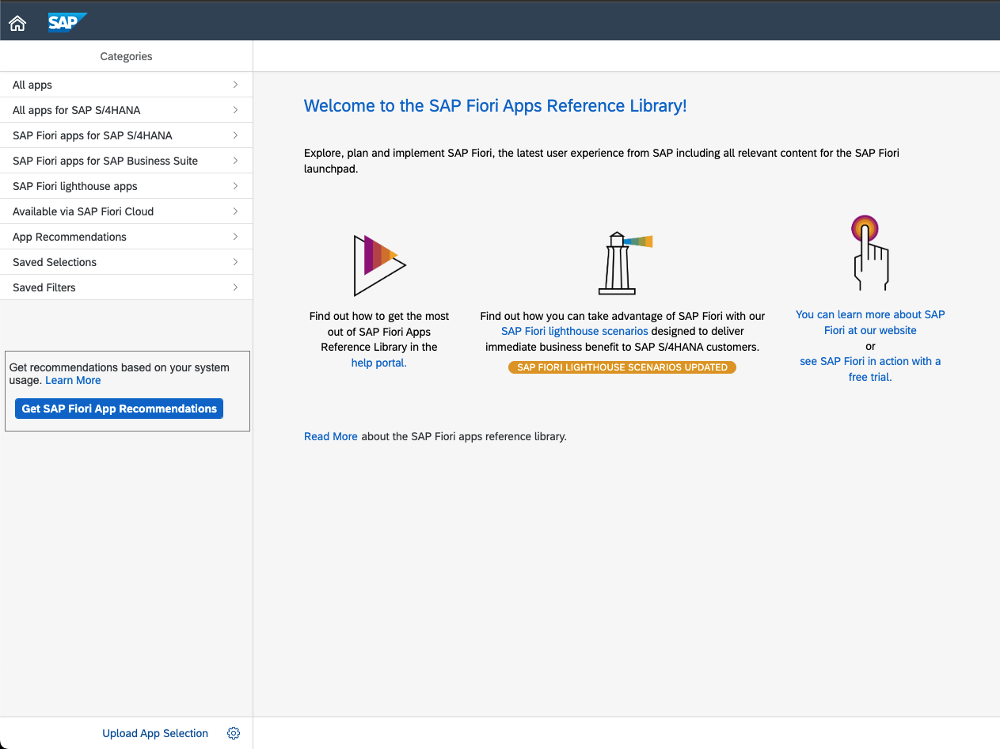 SAP
Categories
All apps
All apps for SAP S/4HANA
SAP Fiori apps for SAP S/4HANA
SAP Fiori apps for SAP Business Suite
SAP Fiori lighthouse apps
Available via SAP Fiori Cloud
App Recommendations
Saved Selections
Saved Filters
Get recommendations based on your system
usage. Learn More
Get SAP Fiori App Recommendations
Upload App Selection
Welcome to the SAP Fiori Apps Reference Library!
Explore, plan and implement SAP Fiori, the latest user experience from SAP including all relevant content for the SAP Fiori
launchpad.
Find out how to get the most
out of SAP Fiori Apps
Reference Library in the
help portal.
Find out how you can take advantage of SAP Fiori with our
SAP Fiori lighthouse scenarios designed to deliver
immediate business benefit to SAP S/4HANA customers.
SAP FIORI LIGHTHOUSE SCENARIOS UPDATED
You can learn more about SAP
Fiori at our website
or
see SAP Fiori in action with a
free trial.
Read More about the SAP Fiori apps reference library.